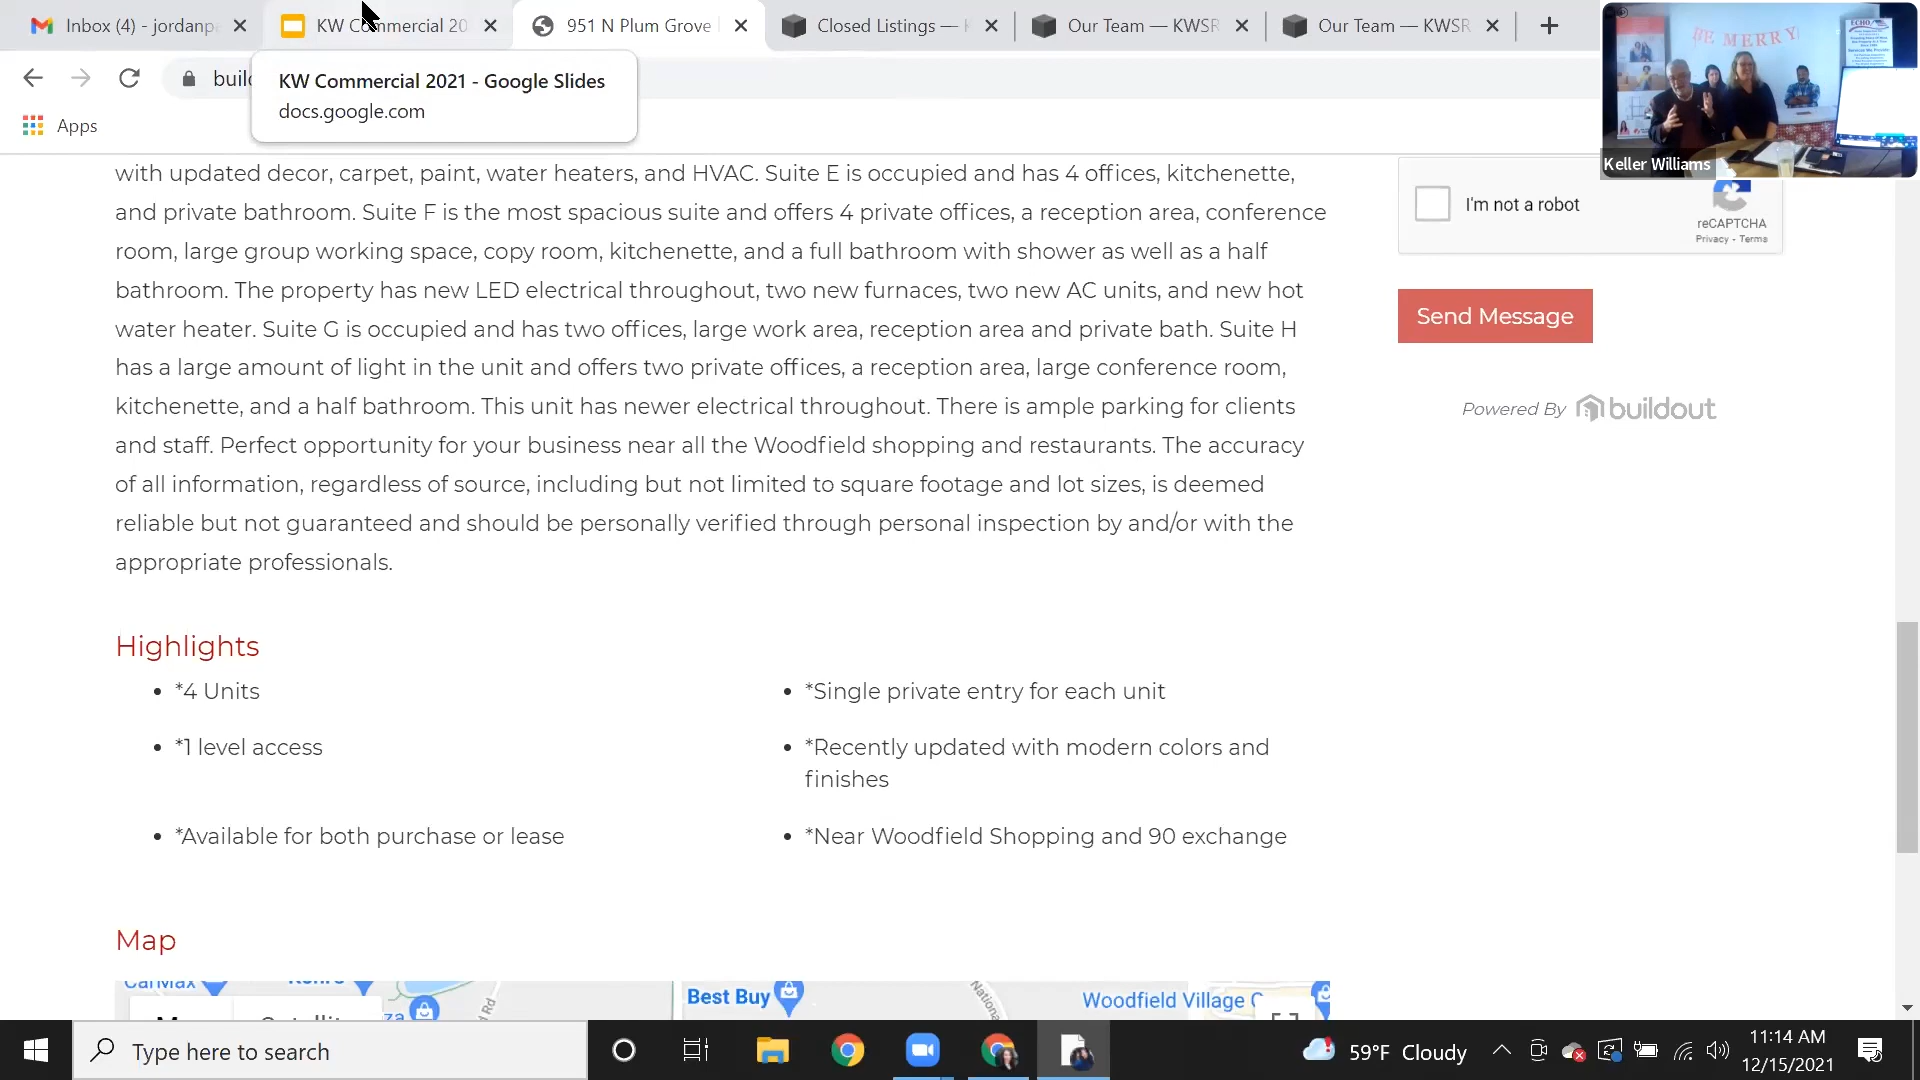 Inbox (4) - jordanp
KW Commercial 20
951 N Plum Grove
Closed Listings —
Our Team — KWSR
Our Team — KWSR
KW Commercial 2021 - Google Slides
docs.google.com
Apps
BE MERRY
ECHO
Keller Williams
with updated decor, carpet, paint, water heaters, and HVAC. Suite E is occupied and has 4 offices, kitchenette,
and private bathroom. Suite F is the most spacious suite and offers 4 private offices, a reception area, conference
room, large group working space, copy room, kitchenette, and a full bathroom with shower as well as a half
bathroom. The property has new LED electrical throughout, two new furnaces, two new AC units, and new hot
water heater. Suite G is occupied and has two offices, large work area, reception area and private bath. Suite H
has a large amount of light in the unit and offers two private offices, a reception area, large conference room,
kitchenette, and a half bathroom. This unit has newer electrical throughout. There is ample parking for clients
and staff. Perfect opportunity for your business near all the Woodfield shopping and restaurants. The accuracy
of all information, regardless of source, including but not limited to square footage and lot sizes, is deemed
reliable but not guaranteed and should be personally verified through personal inspection by and/or with the
appropriate professionals.
I'm not a robot
reCAPTCHA
Privacy - Terms
Send Message
Powered By buildout
Highlights
*4 Units
*Single private entry for each unit
*1 level access
*Recently updated with modern colors and
finishes
*Available for both purchase or lease
*Near Woodfield Shopping and 90 exchange
Map
CarMax
Best Buy
Rd
Woodfield Village
Type here to search
59°F Cloudy
11:14 AM
12/15/2021